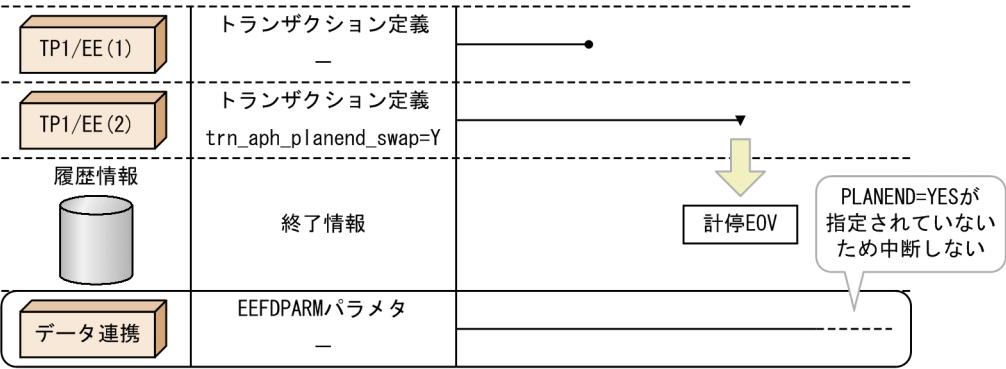 TP1/EE(1)
トランザクション定義
－
TP1/EE(2)
トランザクション定義
trn_aph_planend_swap=Y
履歴情報
終了情報
計停EOV
PLANEND=YESが
指定されていない
ため中断しない
データ連携
EEFDPARMパラメタ
－